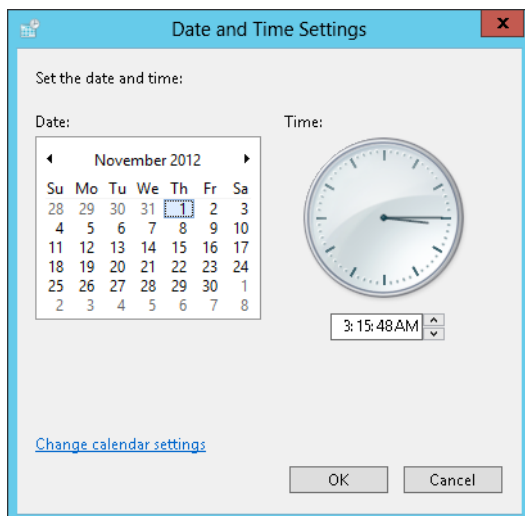 Date and Time Settings
x
Set the date and time:
Date:
Time:
November 2012
Su Mo Tu We Th Fr Sa
28 29 30 31 1 2 3
4 5 6 7 8 9 10
11 12 13 14 15 16 17
18 19 20 21 22 23 24
25 26 27 28 29 30 1
2 3 4 5 6 7 8
3:15:48AM
Change calendar settings
OK
Cancel